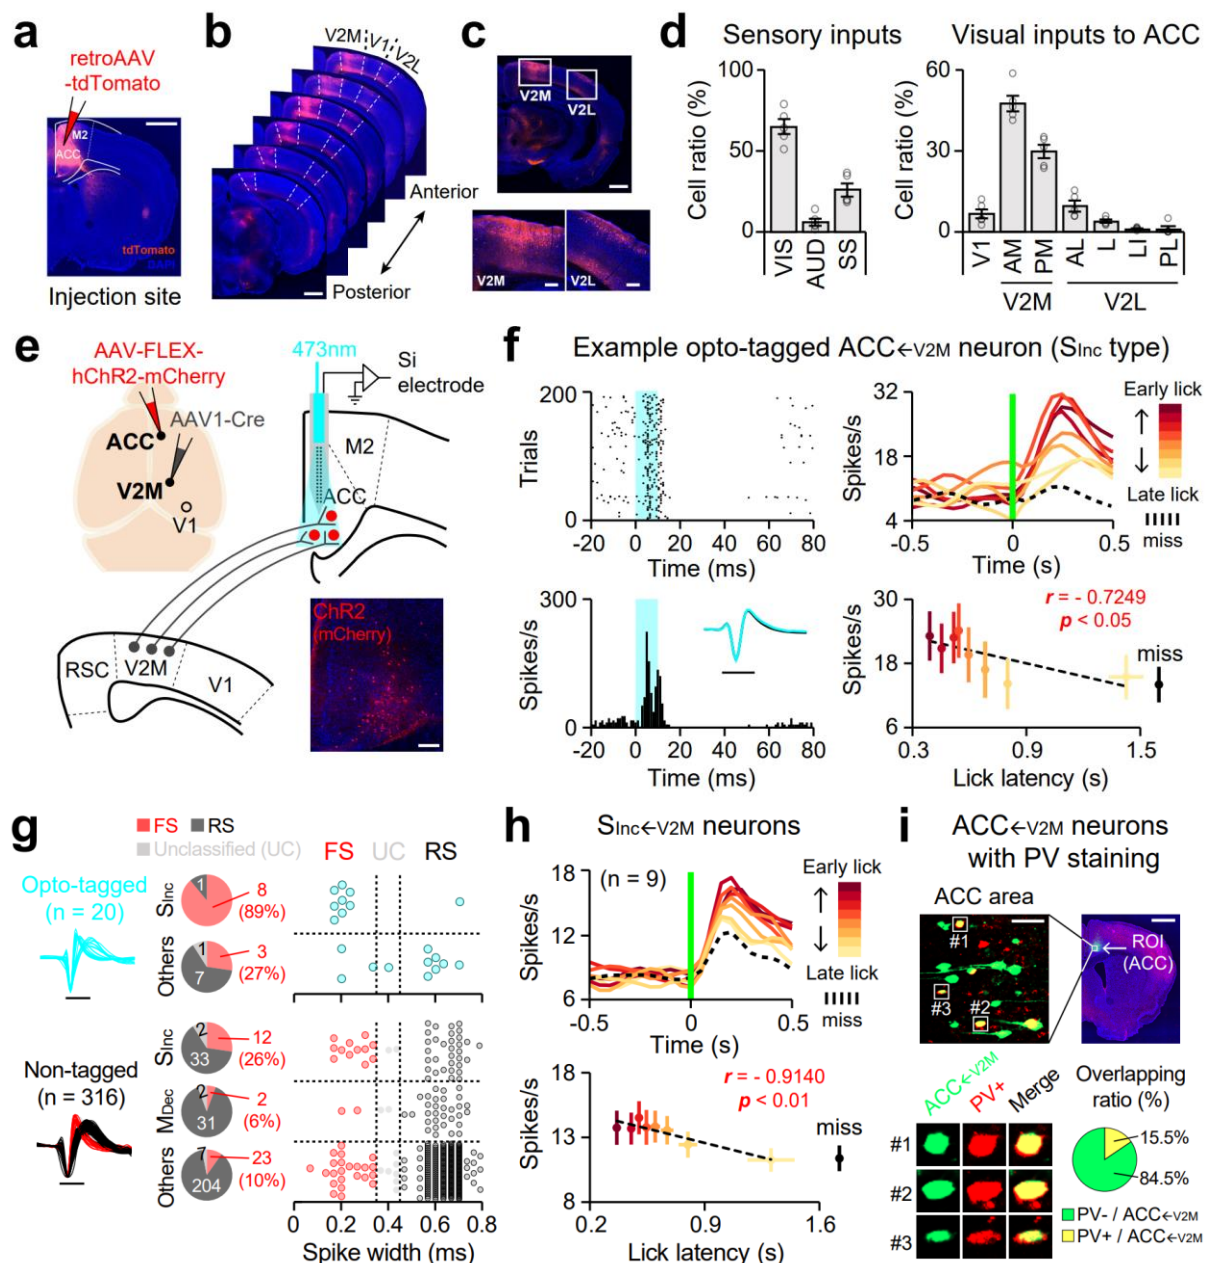 a
retroAAV
-tdTomato
M2
ACC
tdTomato
DAPI
Injection site
b
V2M
V1
V2L
Anterior
Posterior
c
V2M
V2L
V2M
V2L
d
Sensory inputs
Cell ratio (%)
100
50
0
VIS
AUD
SS
Visual inputs to ACC
Cell ratio (%)
60
30
0
V1
AM
PM
AL
L
LI
PL
V2M
V2L
e
AAV-FLEX-
hChR2-mCherry
AAV1-Cre
ACC
V2M
V1
473nm
Si
electrode
M2
ACC
RSC
V2M
V1
ChR2
(mCherry)
f
Example opto-tagged ACC←V2M neuron (SInc type)
Trials
200
0
-20 0 20 40 60 80
Time (ms)
Spikes/s
32
18
4
-0.5 0 0.5
Time (s)
Early lick
Late lick
miss
Spikes/s
300
0
-20 0 20 40 60 80
Time (ms)
Spikes/s
30
18
6
r = - 0.7249
p < 0.05
miss
0.3 0.9 1.5
Lick latency (s)
g
FS RS
Unclassified (UC)
FS UC RS
Opto-tagged
(n = 20)
SInc
1
8
(89%)
Others
1
7
3
(27%)
Non-tagged
(n = 316)
SInc
2
33
12
(26%)
MDec
2
31
2
(6%)
Others
7
204
23
(10%)
0.0 0.2 0.4 0.6 0.8
Spike width (ms)
h
SInc←V2M neurons
Spikes/s
18
12
6
(n = 9)
-0.5 0 0.5
Time (s)
Early lick
Late lick
miss
Spikes/s
18
13
8
r = - 0.9140
p < 0.01
miss
0.2 0.9 1.6
Lick latency (s)
i
ACC←V2M neurons
with PV staining
ACC area
#1
#3
#2
ROI
(ACC)
ACC←V2M
PV+
Merge
#1
#2
#3
Overlapping
ratio (%)
15.5%
84.5%
PV- / ACC←V2M
PV+ / ACC←V2M